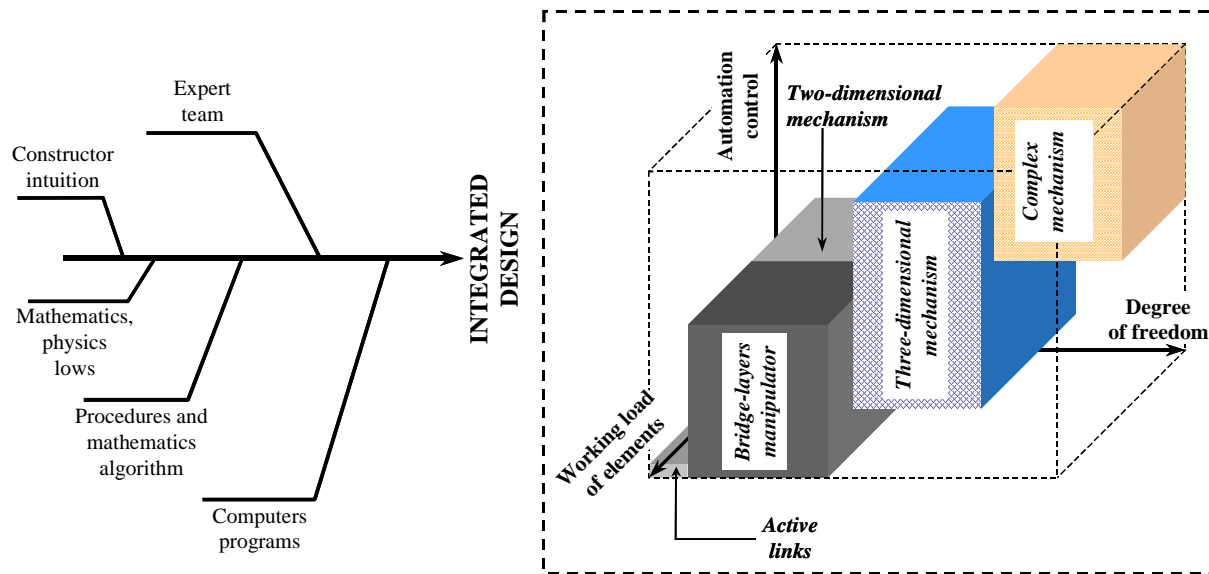 Expert
team
Constructor
intuition
Mathematics,
physics
lows
Procedures and
mathematics
algorithm
Computers
programs
INTEGRATED
DESIGN
Automation
control
Two-dimensional
mechanism
Complex
mechanism
Three-dimensional
mechanism
Bridge-layers
manipulator
Degree
of freedom
Working load
of elements
Active
links